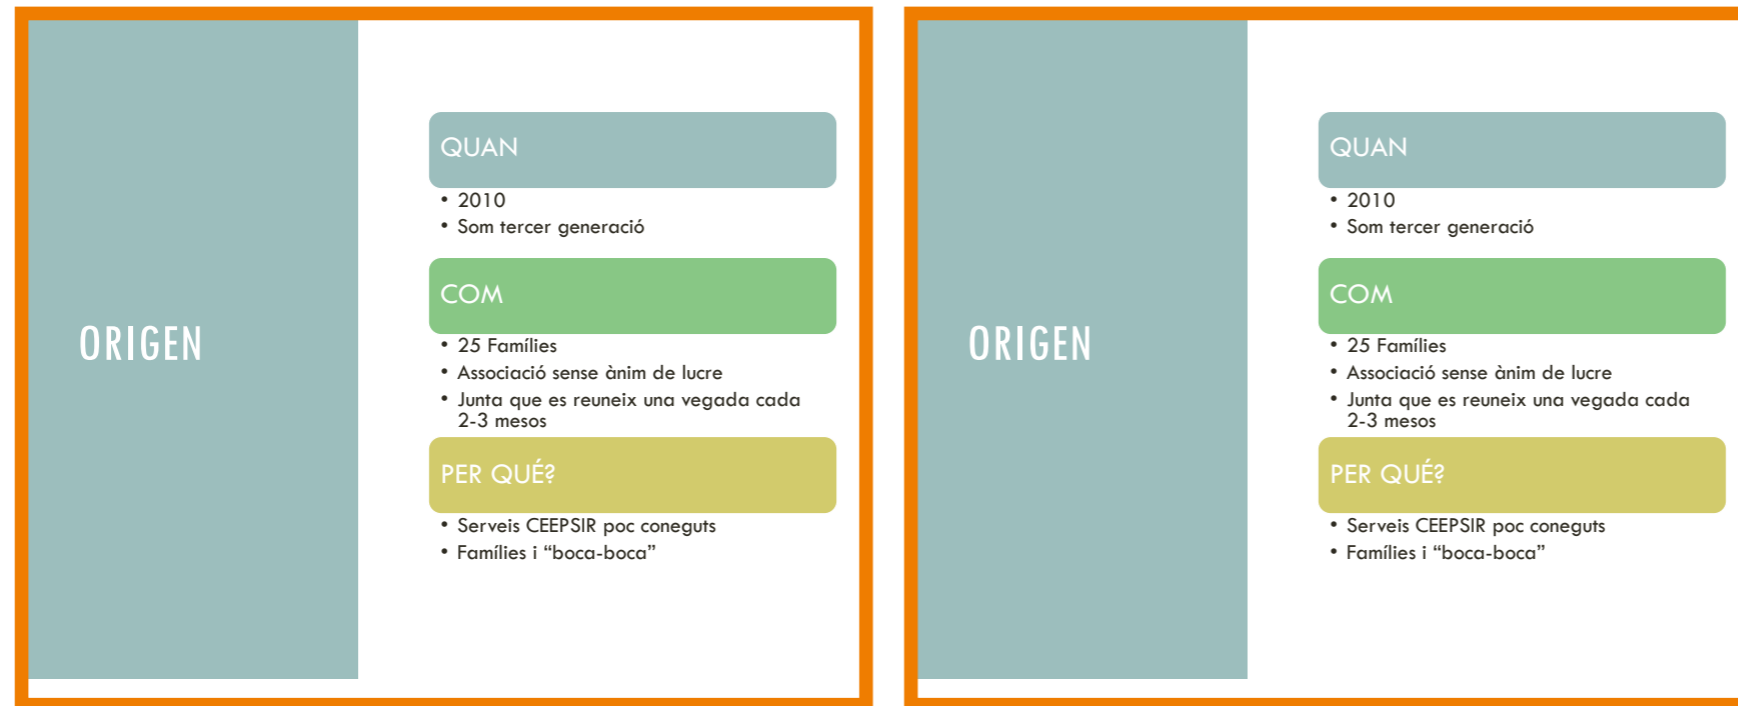 ORIGEN
QUAN
• 2010
• Som tercer generació
COM
• 25 Famílies
• Associació sense ànim de lucre
• Junta que es reuneix una vegada cada
2-3 mesos
PER QUÉ?
• Serveis CEEPSIR poc coneguts
• Famílies i “boca-boca”
ORIGEN
QUAN
• 2010
• Som tercer generació
COM
• 25 Famílies
• Associació sense ànim de lucre
• Junta que es reuneix una vegada cada
2-3 mesos
PER QUÉ?
• Serveis CEEPSIR poc coneguts
• Famílies i “boca-boca”